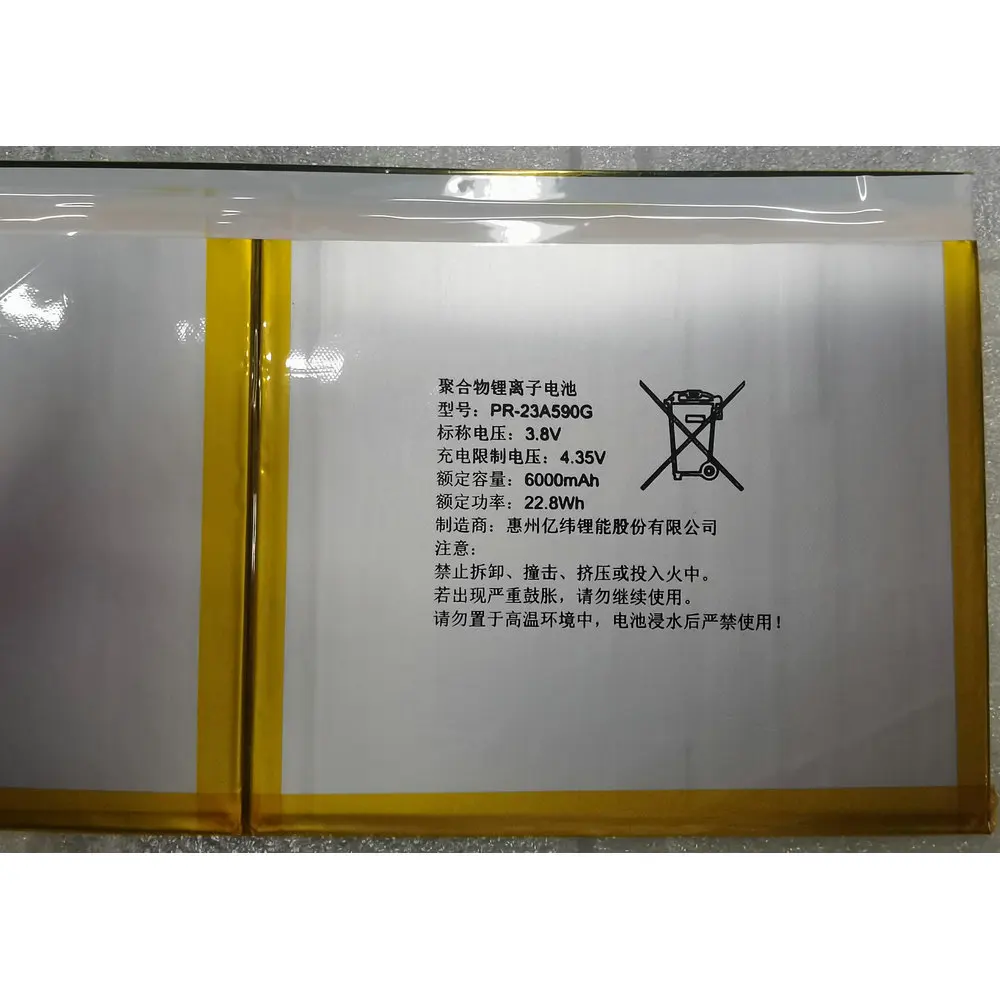 聚合物锂离子电池
型号：PR-23A590G
标称电压：3.8V
充电限制电压：4.35V
额定容量：6000mAh
额定功率：22.8Wh
制造商：惠州亿纬锂能股份有限公司
注意：
禁止拆卸、撞击、挤压或投入火中。
若出现严重鼓胀，请勿继续使用。
请勿置于高温环境中，电池浸水后严禁使用！